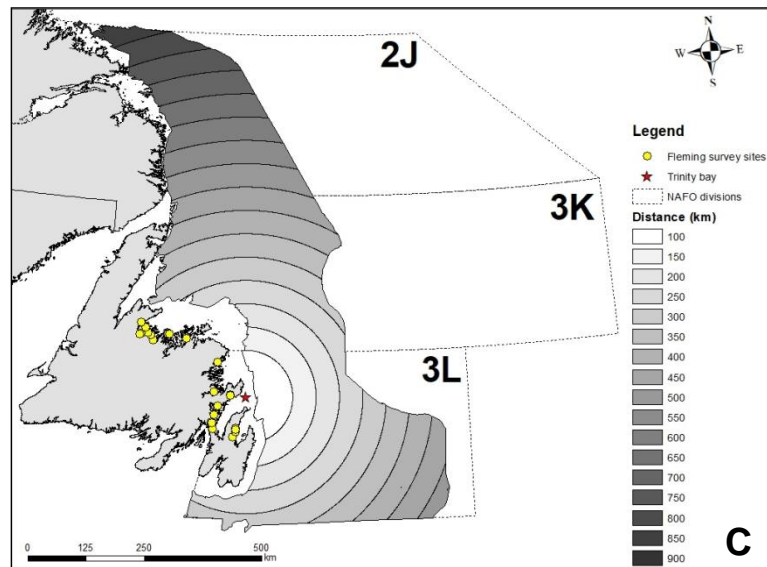 2J
3K
3L
N
W E
S
Legend
Fleming survey sites
Trinity bay
NAFO divisions
Distance (km)
100
150
200
250
300
350
400
450
500
550
600
650
700
750
800
850
900
0 125 250 500
km
C